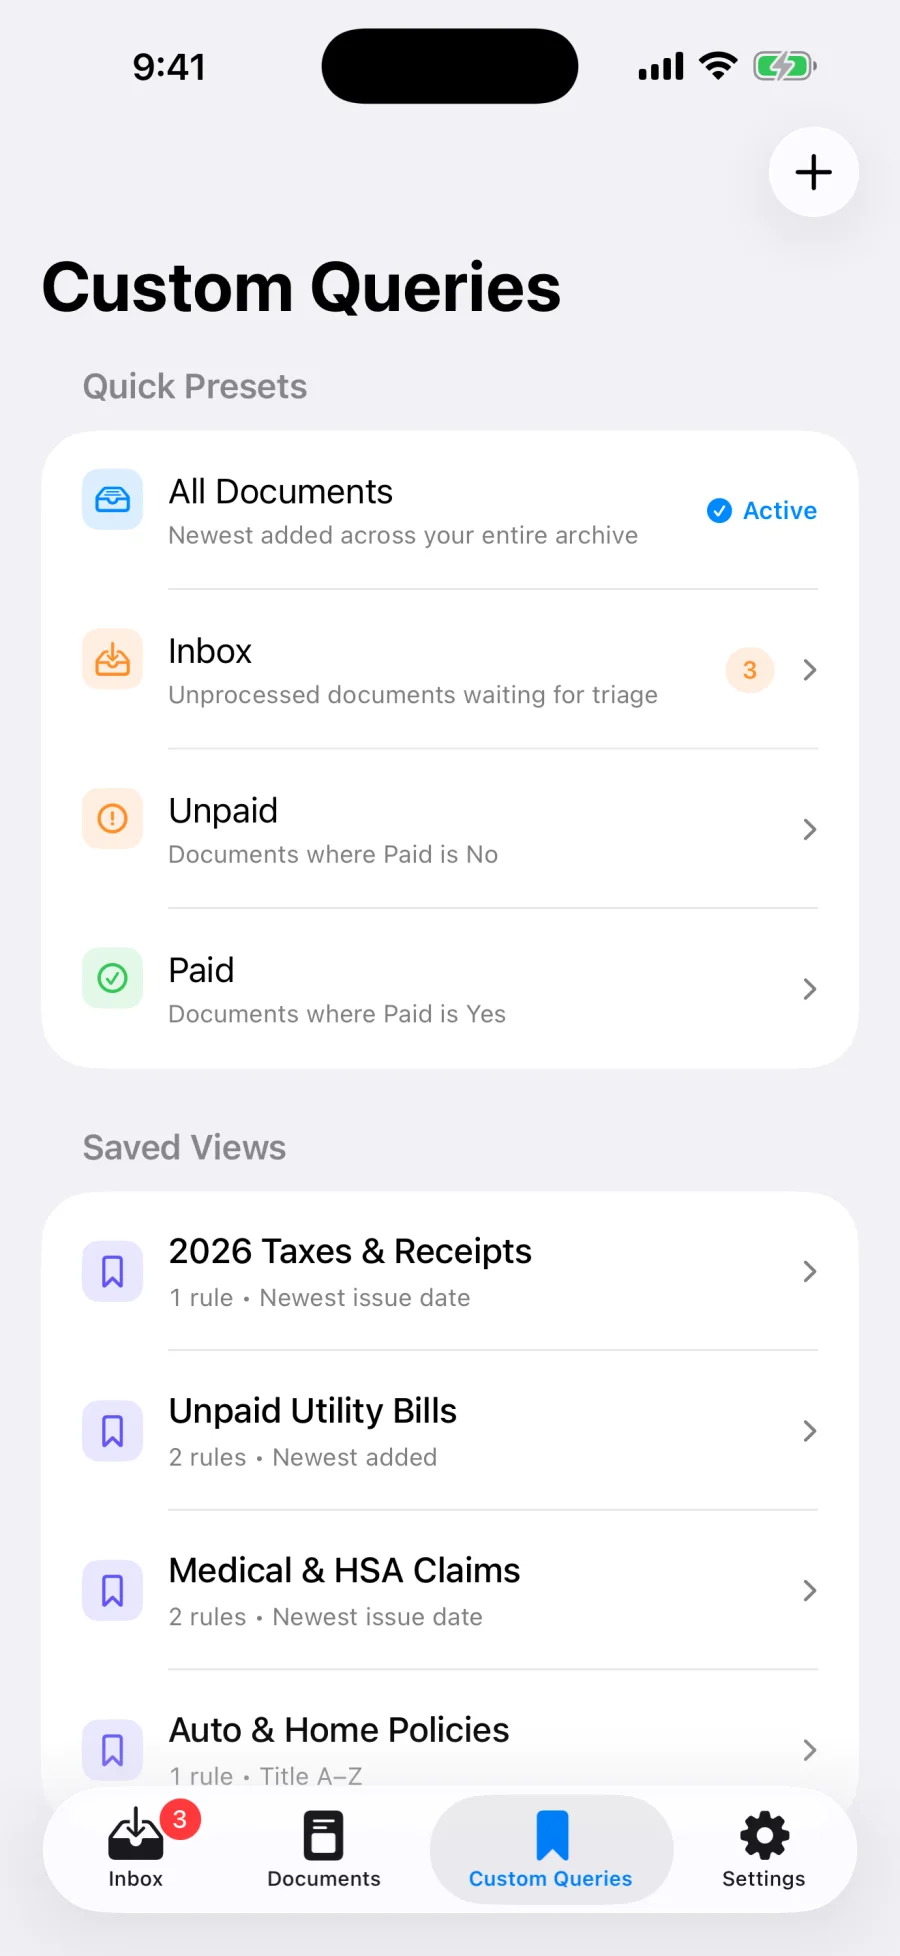 9:41
Custom Queries
Quick Presets
All Documents
Newest added across your entire archive
Active
Inbox
Unprocessed documents waiting for triage
3
Unpaid
Documents where Paid is No
Paid
Documents where Paid is Yes
Saved Views
2026 Taxes & Receipts
1 rule • Newest issue date
Unpaid Utility Bills
2 rules • Newest added
Medical & HSA Claims
2 rules • Newest issue date
Auto & Home Policies
1 rule • Title A–Z
3
Inbox
Documents
Custom Queries
Settings